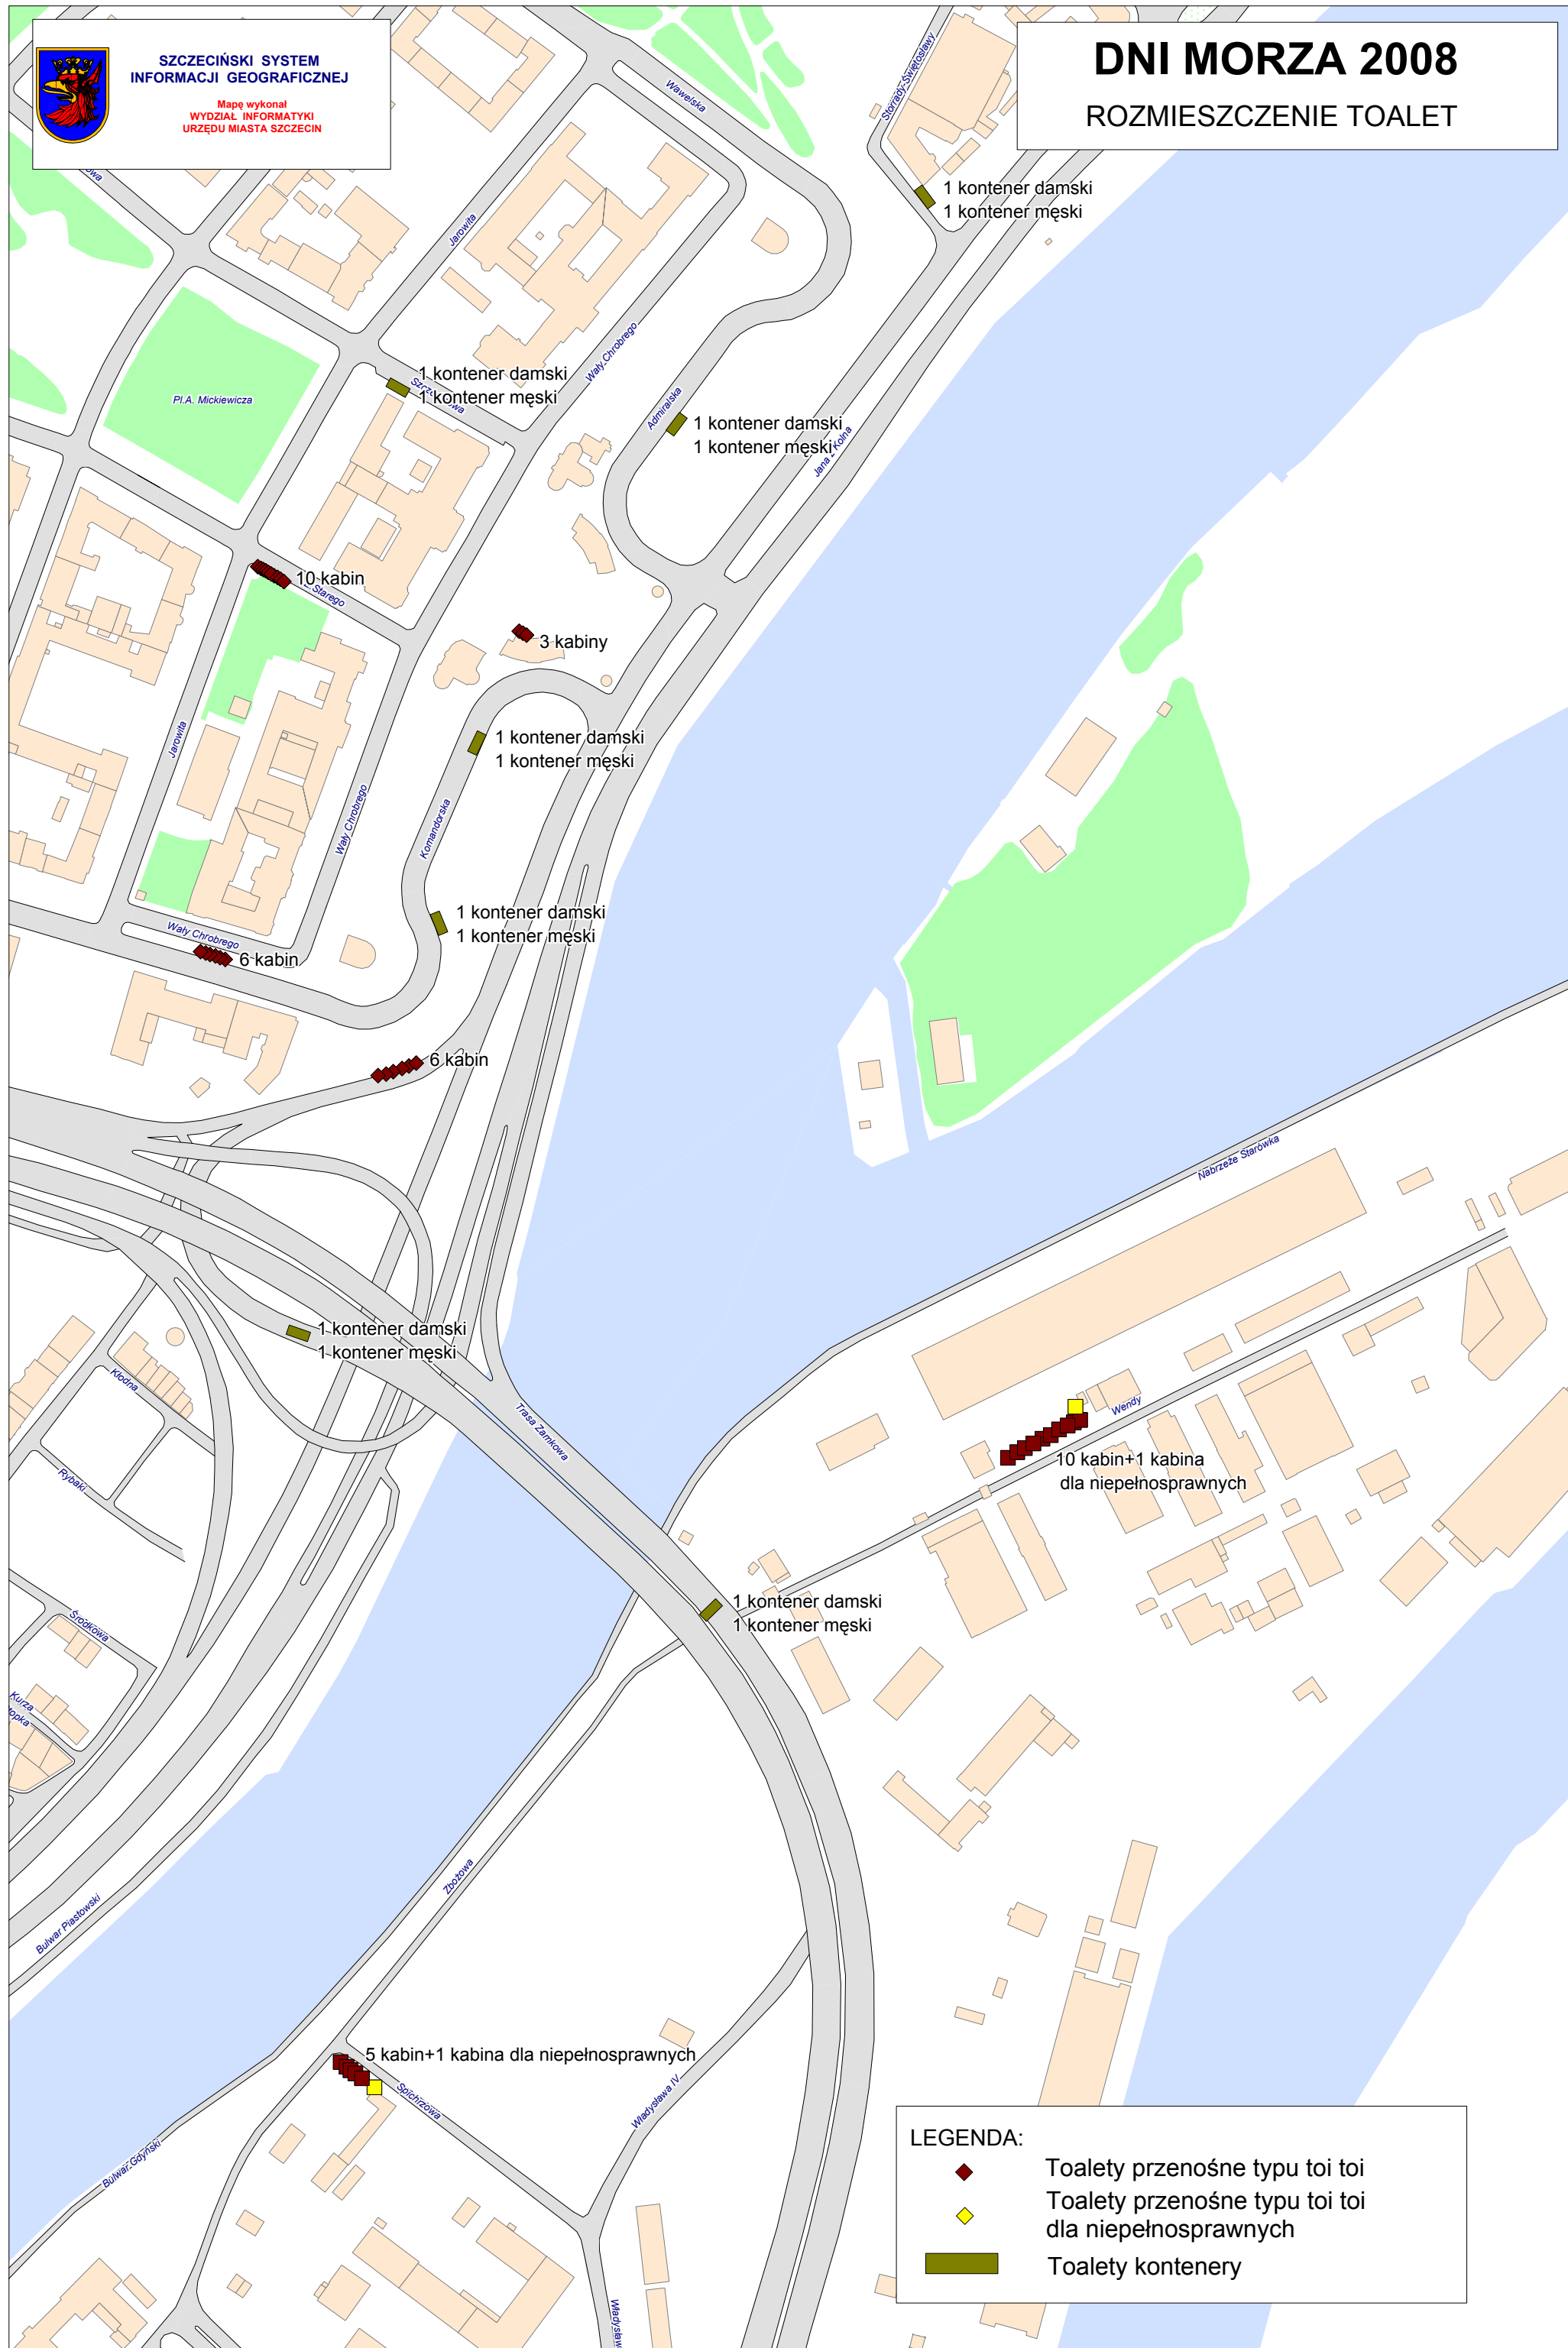 SZCZECIŃSKI SYSTEM
INFORMACJI GEOGRAFICZNEJ
Mapę wykonał
WYDZIAŁ INFORMATYKI
URZĘDU MIASTA SZCZECIN
DNI MORZA 2008
ROZMIESZCZENIE TOALET
Wawelska
Storrady-Świętosławy
1 kontener damski
1 kontener męski
Jarowita
Wały Chrobrego
1 kontener damski
1 kontener męski
Pl.A. Mickiewicza
Admiralska
1 kontener damski
1 kontener męski
Jana z Kolna
10 kabin
Starego
3 kabiny
Jarowita
1 kontener damski
1 kontener męski
Wały Chrobrego
Komandorska
1 kontener damski
1 kontener męski
Wały Chrobrego
6 kabin
6 kabin
Nabrzeże Starówka
1 kontener damski
1 kontener męski
Kłodna
Trasa Zamkowa
Wendy
10 kabin+1 kabina
dla niepełnosprawnych
Rybaki
1 kontener damski
1 kontener męski
Środkowa
Kurza
Stopka
Zbożowa
Bulwar Piastowski
5 kabin+1 kabina dla niepełnosprawnych
Spichrzowa
Władysława IV
Bulwar Gdyński
LEGENDA:
Toalety przenośne typu toi toi
Toalety przenośne typu toi toi
dla niepełnosprawnych
Toalety kontenery